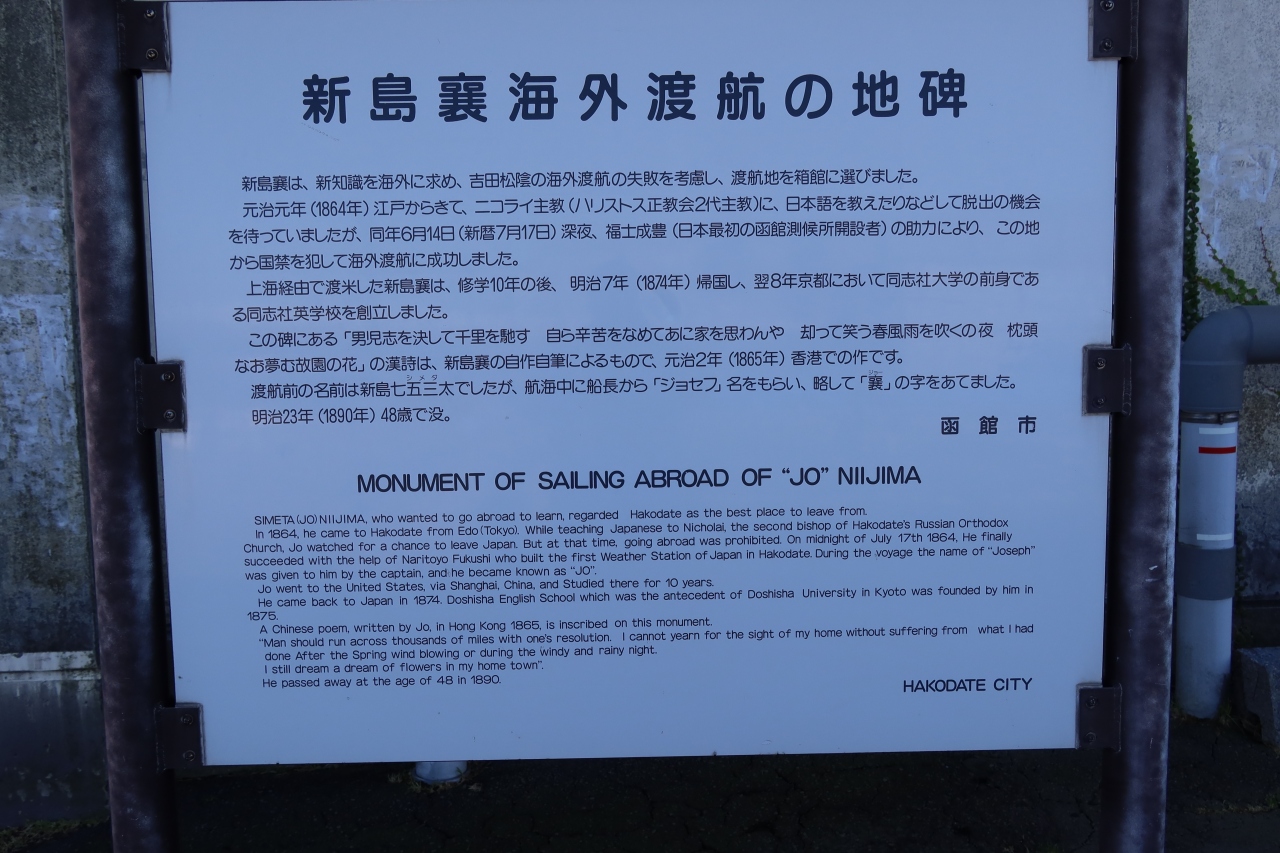 新島襄海外渡航の地碑
新島襄は、新知識を海外に求め、吉田松陰の海外渡航の失敗を考慮し、渡航地を箱館に選びました。
元治元年(1864年)江戸からきて、ニコライ主教(ハリストス正教会2代主教)に、日本語を教えたりなどして脱出の機会
を待っていましたが、同年6月14日(新暦7月17日)深夜、福士成豊(日本最初の函館測候所開設者)の助力により、この地
から国禁を犯して海外渡航に成功しました。
上海経由で渡米した新島襄は、修学10年の後、明治7年(1874年)帰国し、翌8年京都において同志社大学の前身であ
る同志社英学校を創立しました。
この碑にある「男児志を決して千里を馳す 自ら辛苦をなめてあに家を思わんや 却って笑う春風雨を吹くの夜 枕頭
なお夢む故園の花」の漢詩は、新島襄の自作自筆によるもので、元治2年(1865年)香港での作です。
シメタ ジョー
渡航前の名前は新島七五三太でしたが、航海中に船長から「ジョセフ」名をもらい、略して「襄」の字をあてました。
明治23年(1890年)48歳で没。
函館市
MONUMENT OF SAILING ABROAD OF “JO” NIIJIMA
SIMETA(JO)NIIJIMA, who wanted to go abroad to learn, regarded Hakodate as the best place to leave from.
In 1864, he came to Hakodate from Edo(Tokyo). While teaching Japanese to Nicholai, the second bishop of Hakodate's Russian Orthodox
Church, Jo watched for a chance to leave Japan. But at that time, going abroad was prohibited. On midnight of July 17th 1864, He finally
succeeded with the help of Naritoyo Fukushi who built the first Weather Station of Japan in Hakodate. During the voyage the name of “Joseph”
was given to him by the captain, and he became known as “JO”.
Jo went to the United States, via Shanghai, China, and Studied there for 10 years.
He came back to Japan in 1874. Doshisha English School which was the antecedent of Doshisha University in Kyoto was founded by him in
1875.
A Chinese poem, written by Jo, in Hong Kong 1865, is inscribed on this monument.
“Man should run across thousands of miles with one's resolution. I cannot yearn for the sight of my home without suffering from what I had
done After the Spring wind blowing or during the windy and rainy night.
I still dream a dream of flowers in my home town”.
He passed away at the age of 48 in 1890.
HAKODATE CITY